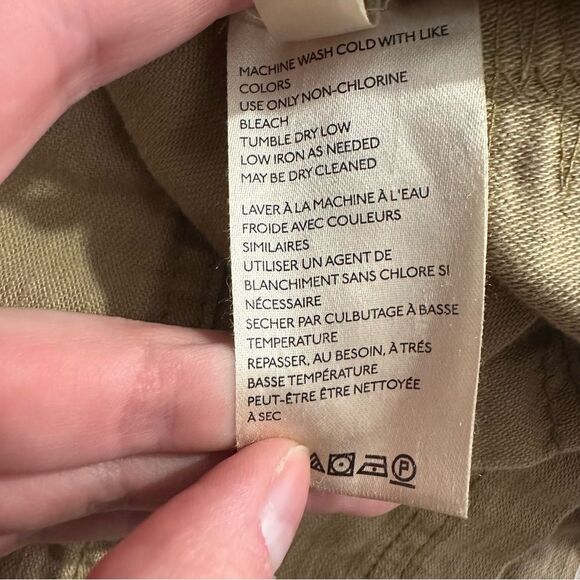 MACHINE WASH COLD WITH LIKE
COLORS
USE ONLY NON-CHLORINE
BLEACH
TUMBLE DRY LOW
LOW IRON AS NEEDED
MAY BE DRY CLEANED
LAVER À LA MACHINE À L'EAU
FROIDE AVEC COULEURS
SIMILAIRES
UTILISER UN AGENT DE
BLANCHIMENT SANS CHLORE SI
NÉCESSAIRE
SECHER PAR CULBUTAGE À BASSE
TEMPERATURE
REPASSER, AU BESOIN, À TRÉS
BASSE TEMPÉRATURE
PEUT-ÊTRE ÊTRE NETTOYÉE
À SEC
P